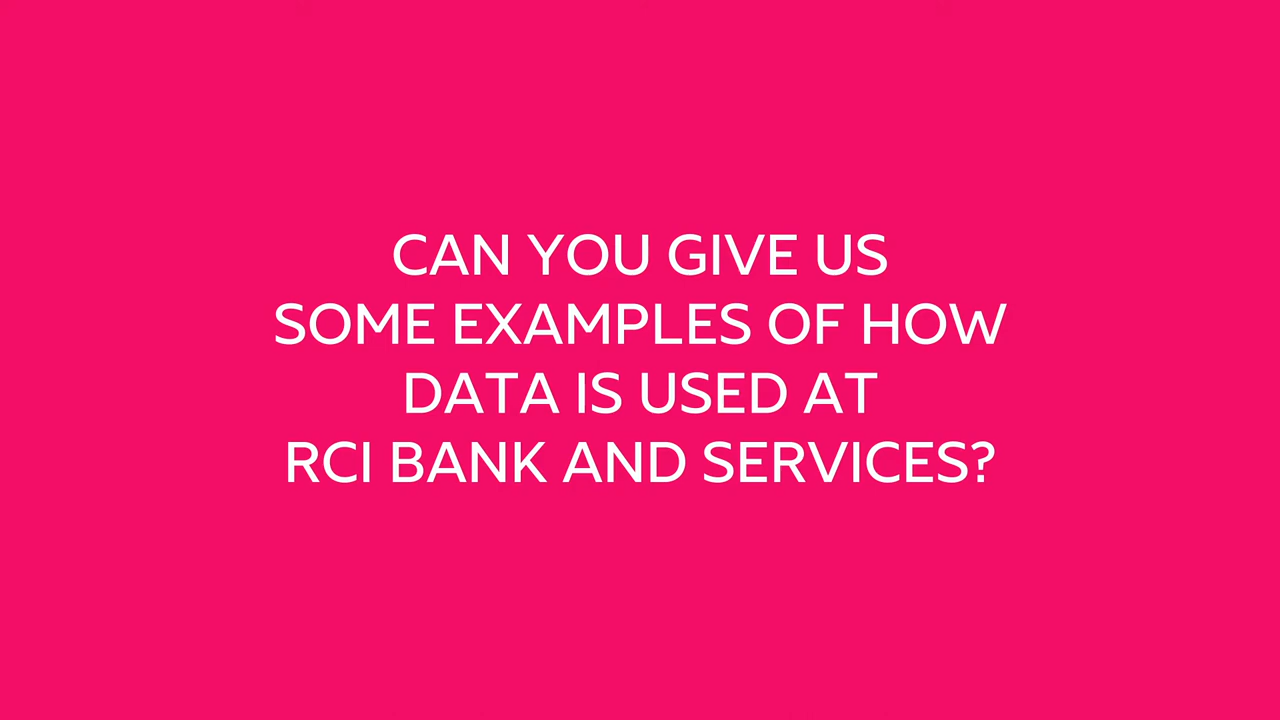 CAN YOU GIVE US
SOME EXAMPLES OF HOW
DATA IS USED AT
RCI BANK AND SERVICES?